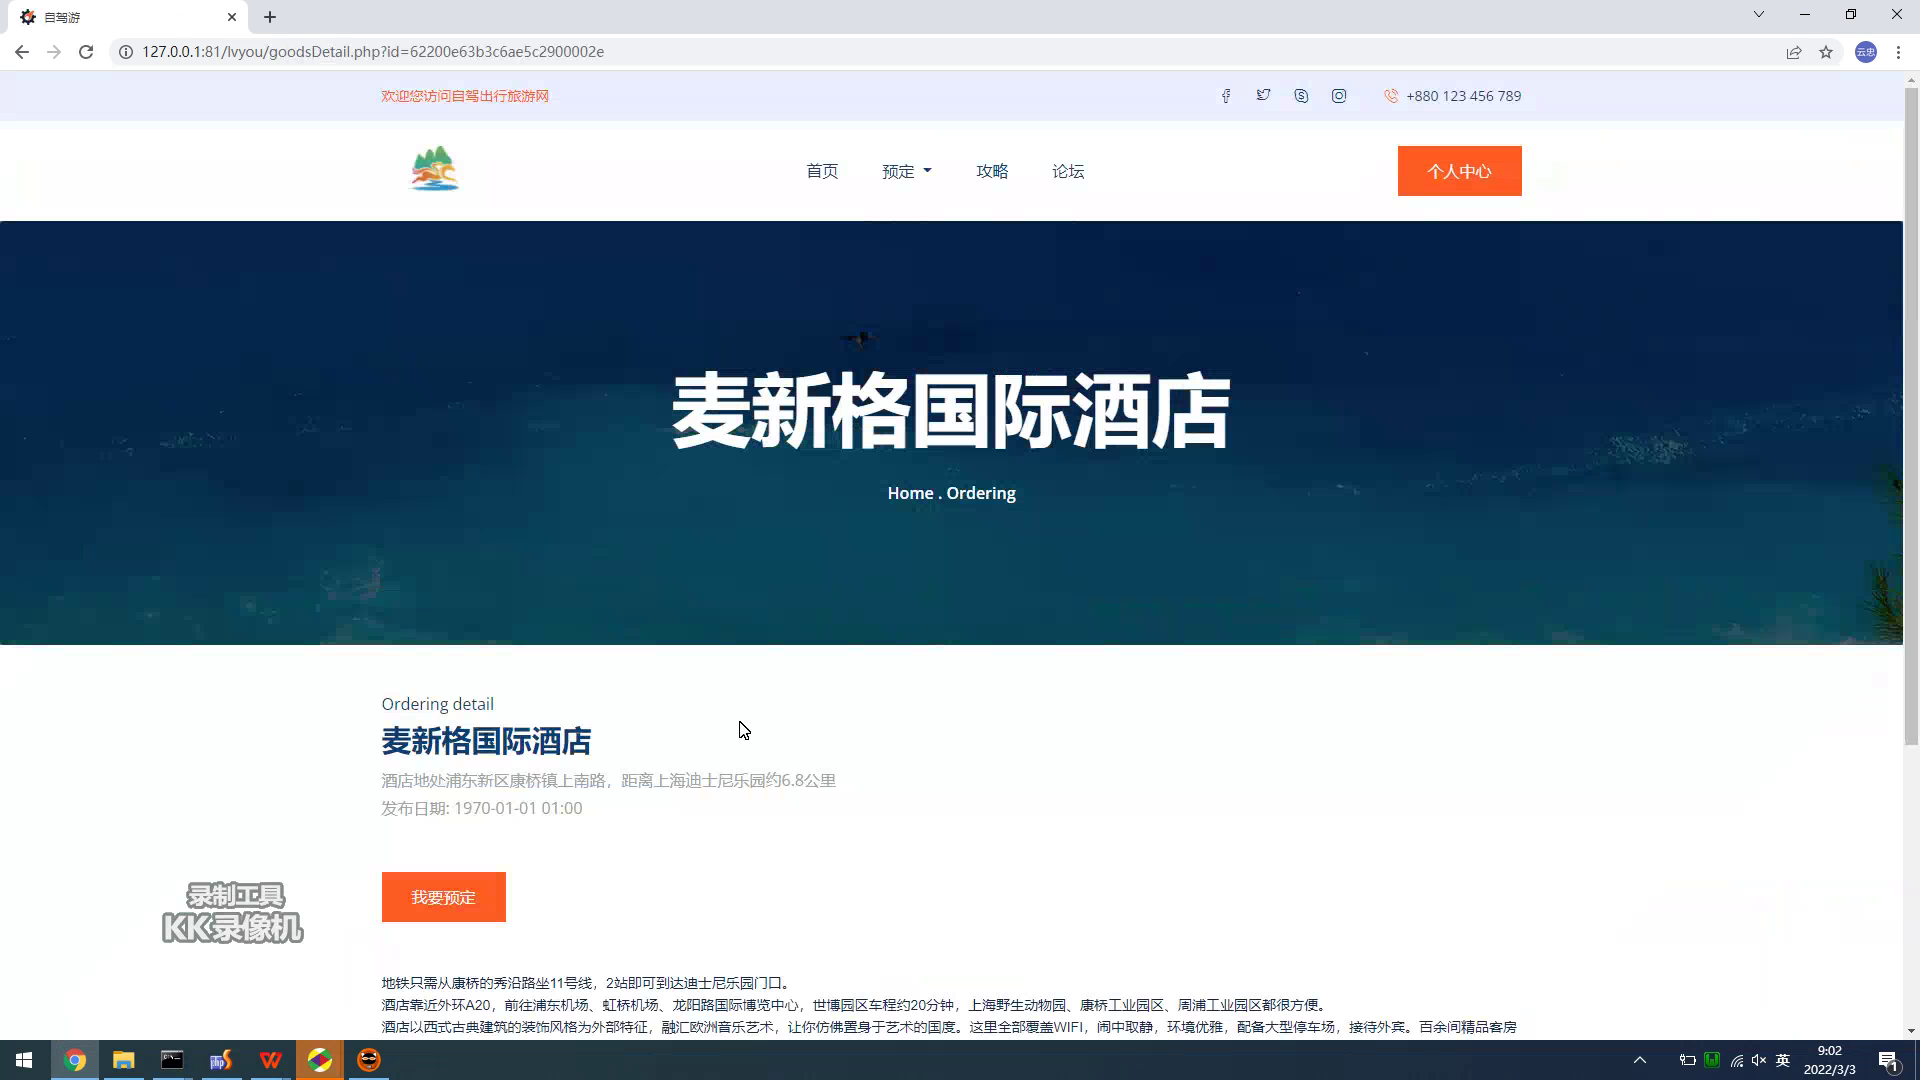 自驾游
127.0.0.1:81/lvyou/goodsDetail.php?id=62200e63b3c6ae5c2900002e
云忠
欢迎您访问自驾出行旅游网
+880 123 456 789
首页 预定 攻略 论坛
个人中心
麦新格国际酒店
Home . Ordering
Ordering detail
麦新格国际酒店
酒店地处浦东新区康桥镇上南路，距离上海迪士尼乐园约6.8公里
发布日期: 1970-01-01 01:00
我要预定
录制工具
KK录像机
地铁只需从康桥的秀沿路坐11号线，2站即可到达迪士尼乐园门口。
酒店靠近外环A20，前往浦东机场、虹桥机场、龙阳路国际博览中心，世博园区车程约20分钟，上海野生动物园、康桥工业园区、周浦工业园区都很方便。
酒店以西式古典建筑的装饰风格为外部特征，融汇欧洲音乐艺术，让你仿佛置身于艺术的国度。这里全部覆盖WIFI，闹中取静，环境优雅，配备大型停车场，接待外宾。百余间精品客房
php
英
9:02
2022/3/3
1